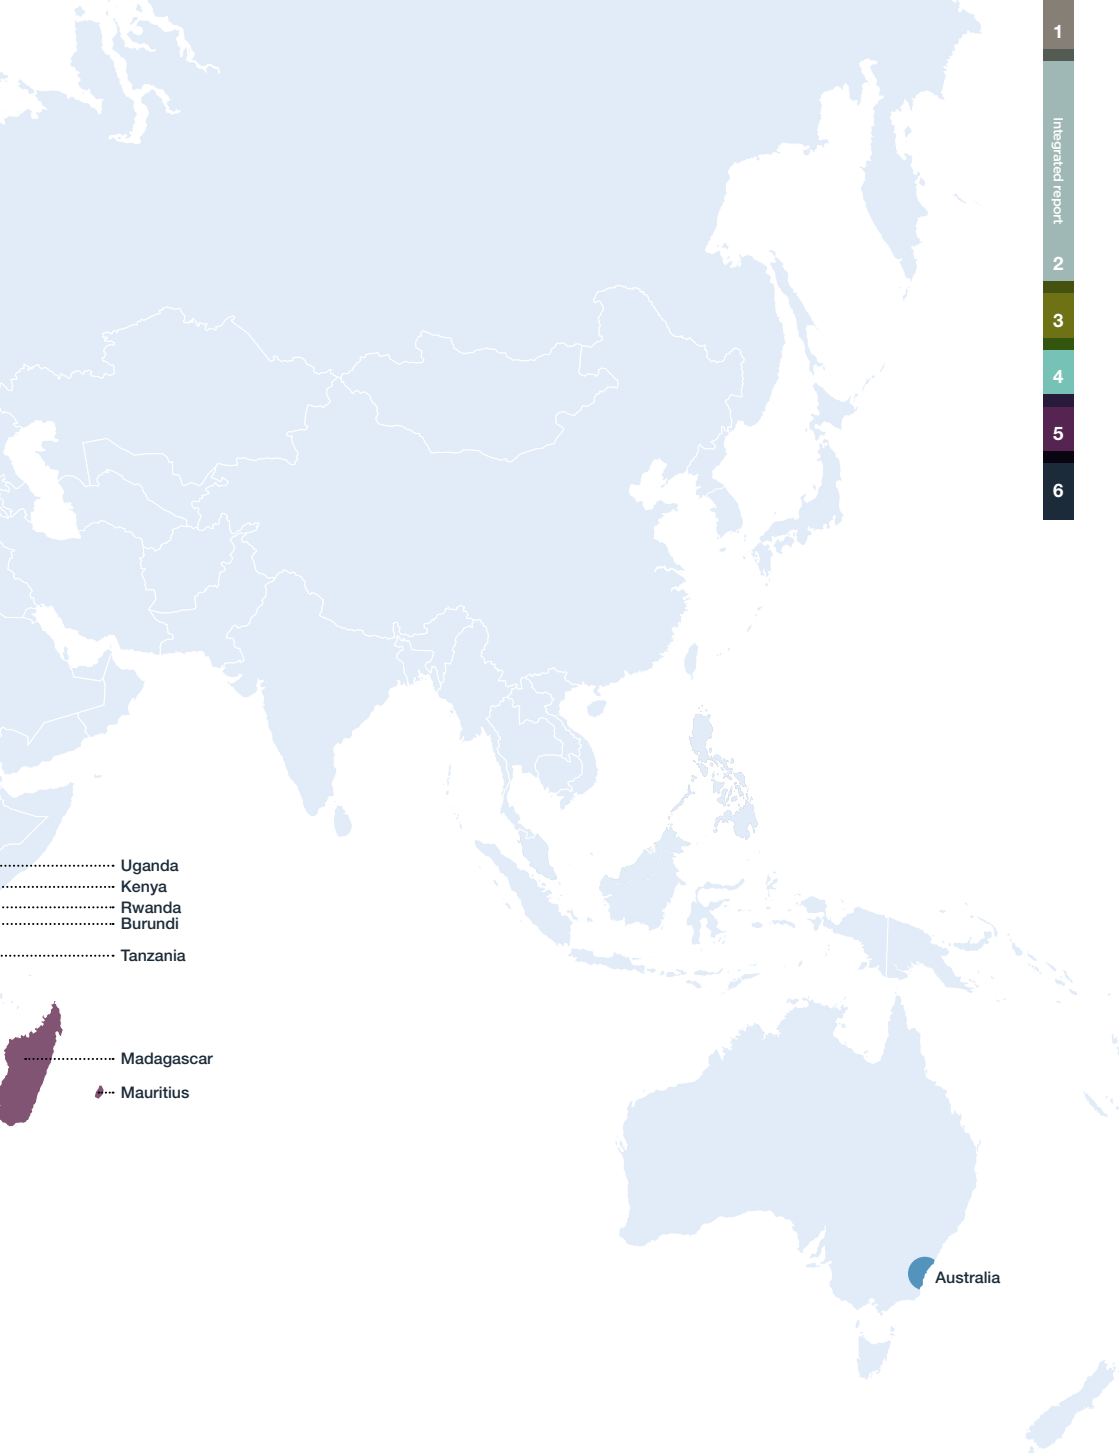 1
Integrated report
2
3
4
5
6
Uganda
Kenya
Rwanda
Burundi
Tanzania
Madagascar
Mauritius
Australia